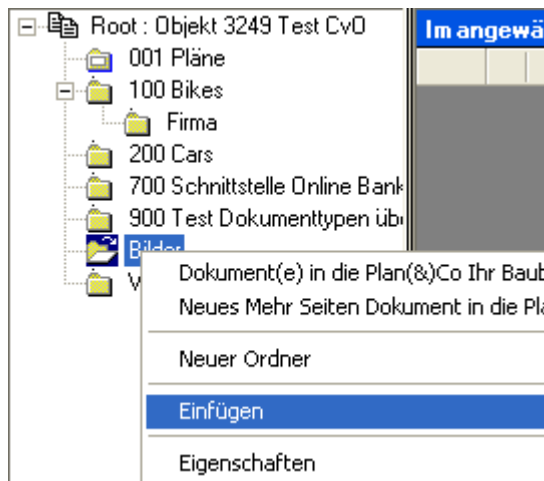 Root : Objekt 3249 Test CvO
Im angewä
001 Pläne
100 Bikes
Firma
200 Cars
700 Schnittstelle Online Bank
900 Test Dokumenttypen üb
Bilder
V
Dokument(e) in die Plan(&)Co Ihr Baub
Neues Mehr Seiten Dokument in die Pla
Neuer Ordner
Einfügen
Eigenschaften